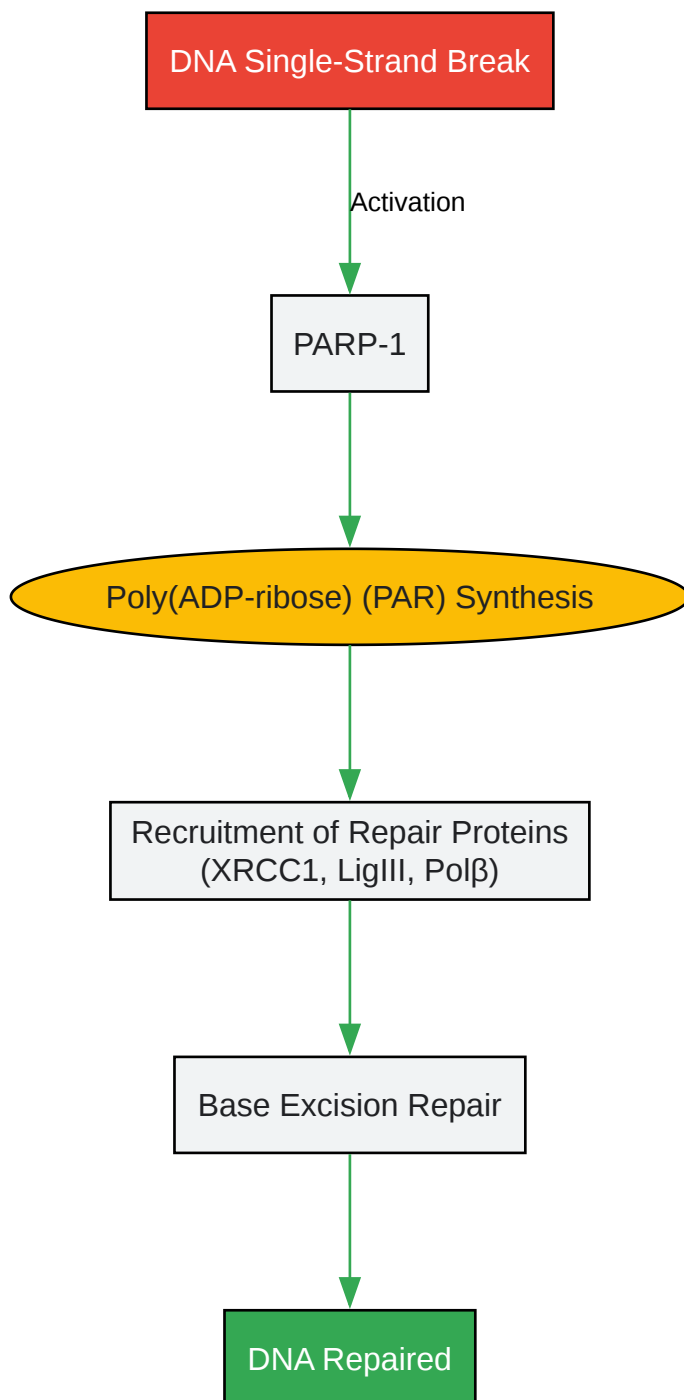 DNA Single-Strand Break
Activation
PARP-1
Poly(ADP-ribose) (PAR) Synthesis
Recruitment of Repair Proteins
(XRCC1, LigIII, Polβ)
Base Excision Repair
DNA Repaired